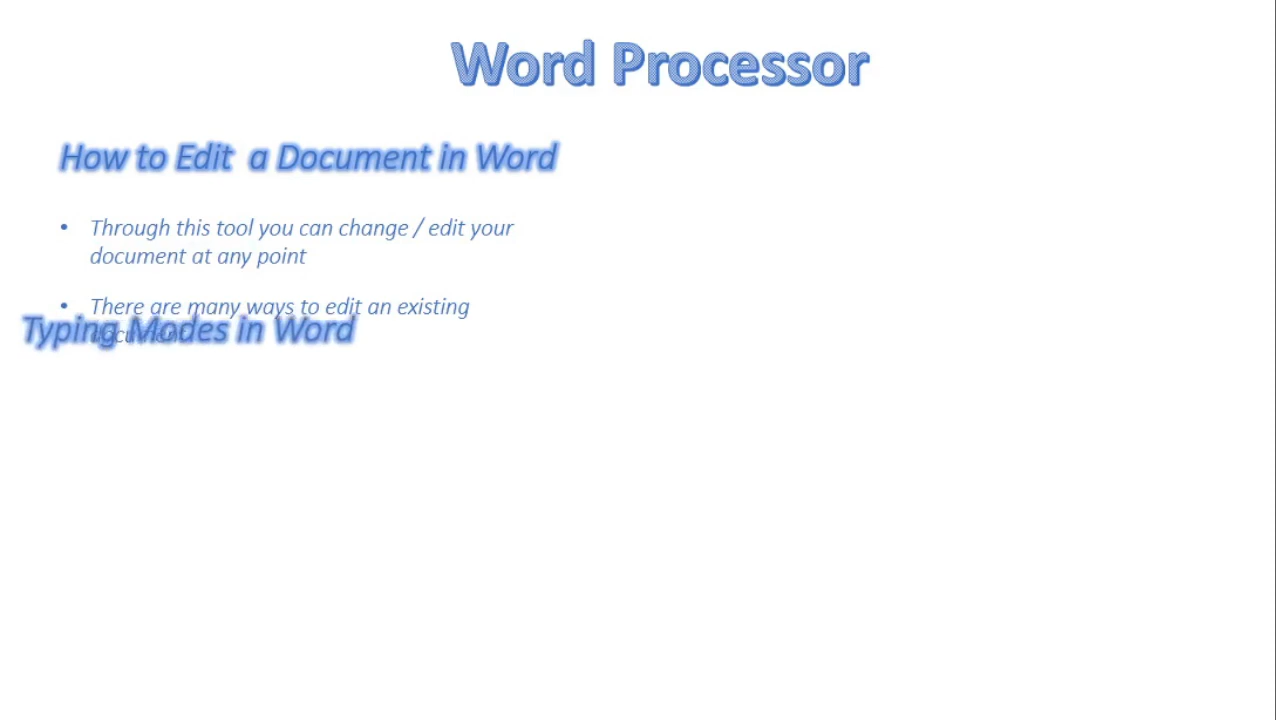 Word Processor
How to Edit  a Document in Word
• Through this tool you can change / edit your
document at any point
• There are many ways to edit an existing
document
Typing Modes in Word